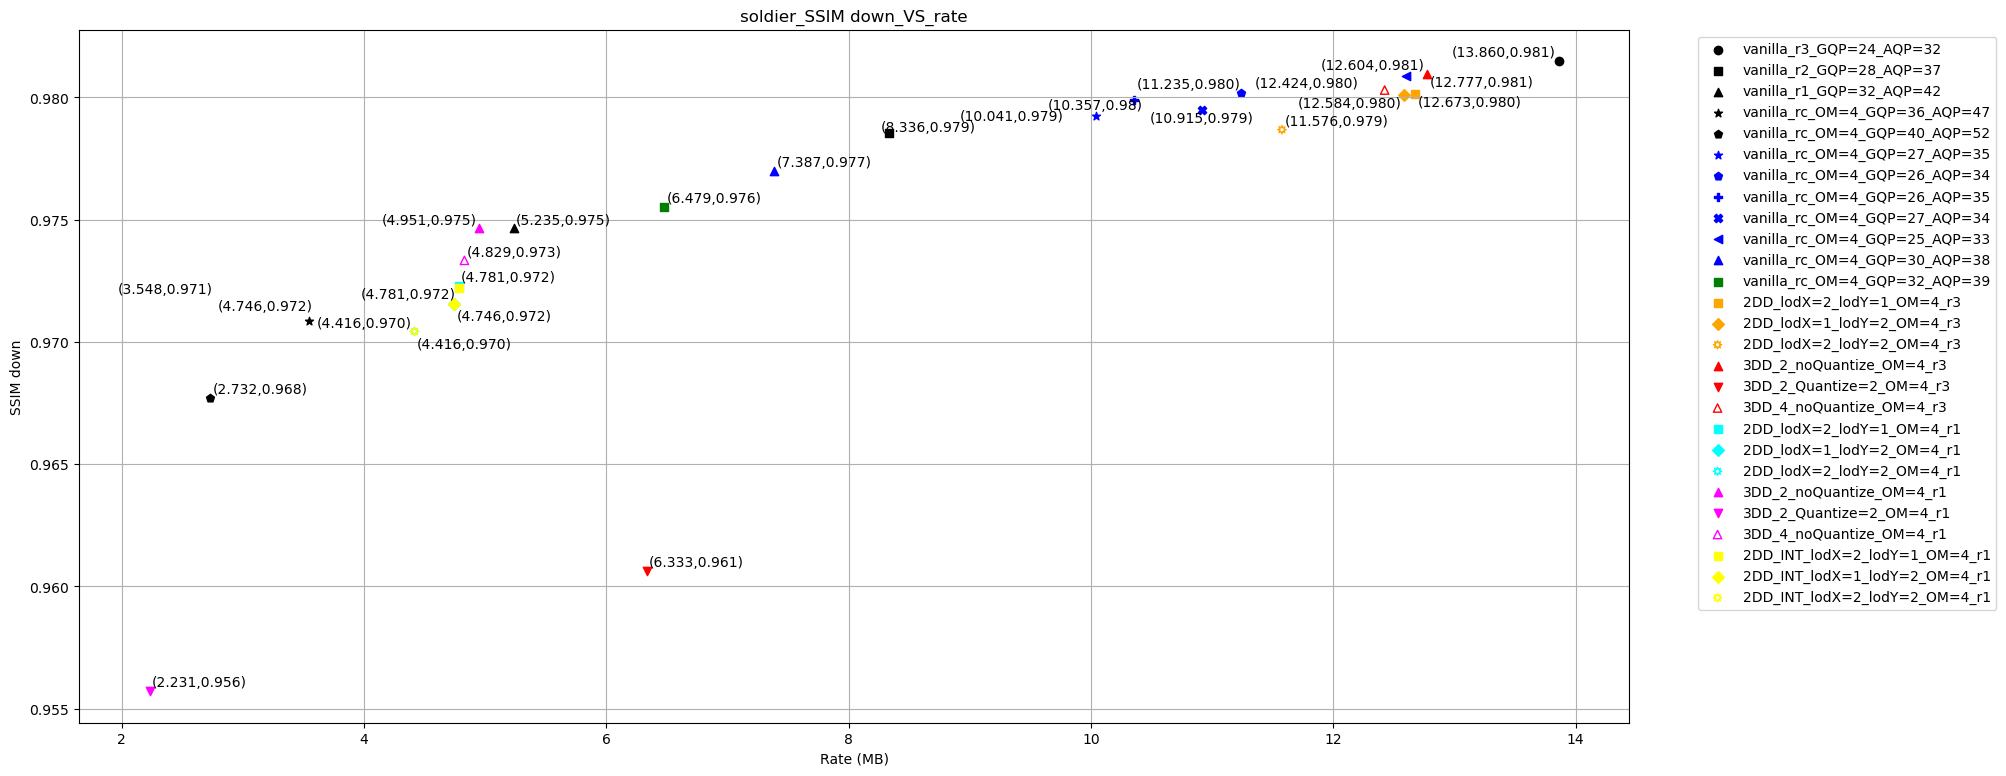 soldier_SSIM down_VS_rate
SSIM down
0.980
0.975
0.970
0.965
0.960
0.955
(13.860,0.981)
(12.604,0.981)
(12.777,0.981)
(11.235,0.980)
(12.424,0.980)
(10.357,0.98)
(12.584,0.980)
(12.673,0.980)
(10.041,0.979)
(10.915,0.979)
(11.576,0.979)
(8.336,0.979)
(7.387,0.977)
(6.479,0.976)
(4.951,0.975)
(5.235,0.975)
(4.829,0.973)
(4.781,0.972)
(3.548,0.971)
(4.781,0.972)
(4.746,0.972)
(4.746,0.972)
(4.416,0.970)
(4.416,0.970)
(2.732,0.968)
(6.333,0.961)
(2.231,0.956)
2
4
6
8
10
12
14
Rate (MB)
vanilla_r3_GQP=24_AQP=32
vanilla_r2_GQP=28_AQP=37
vanilla_r1_GQP=32_AQP=42
vanilla_rc_OM=4_GQP=36_AQP=47
vanilla_rc_OM=4_GQP=40_AQP=52
vanilla_rc_OM=4_GQP=27_AQP=35
vanilla_rc_OM=4_GQP=26_AQP=34
vanilla_rc_OM=4_GQP=26_AQP=35
vanilla_rc_OM=4_GQP=27_AQP=34
vanilla_rc_OM=4_GQP=25_AQP=33
vanilla_rc_OM=4_GQP=30_AQP=38
vanilla_rc_OM=4_GQP=32_AQP=39
2DD_lodX=2_lodY=1_OM=4_r3
2DD_lodX=1_lodY=2_OM=4_r3
2DD_lodX=2_lodY=2_OM=4_r3
3DD_2_noQuantize_OM=4_r3
3DD_2_Quantize=2_OM=4_r3
3DD_4_noQuantize_OM=4_r3
2DD_lodX=2_lodY=1_OM=4_r1
2DD_lodX=1_lodY=2_OM=4_r1
2DD_lodX=2_lodY=2_OM=4_r1
3DD_2_noQuantize_OM=4_r1
3DD_2_Quantize=2_OM=4_r1
3DD_4_noQuantize_OM=4_r1
2DD_INT_lodX=2_lodY=1_OM=4_r1
2DD_INT_lodX=1_lodY=2_OM=4_r1
2DD_INT_lodX=2_lodY=2_OM=4_r1